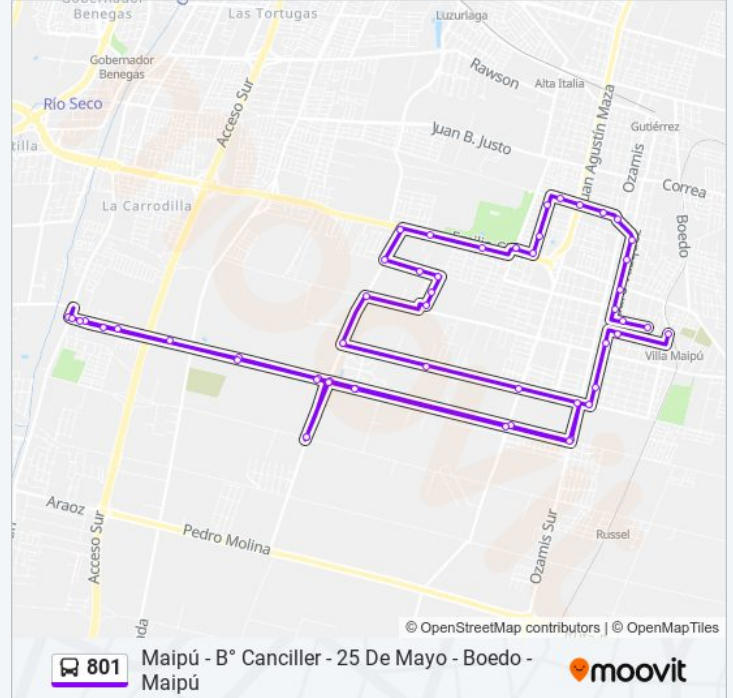 Gobernador
Benegas
Las Tortugas
Luzuriaga
Gobernador
Benegas
Rawson
Alta Italia
Río Seco
Acceso Sur
Juan B. Justo
Juan Agustín Maza
Gutiérrez
Ozamis
Correa
La Carrodilla
Boedo
Villa Maipú
Araoz
Acceso Sur
Pedro Molina
Ozamis Sur
Russel
moovit
© OpenStreetMap contributors | © OpenMapTiles
801
Maipú - B° Canciller - 25 De Mayo - Boedo -
Maipú
moovit